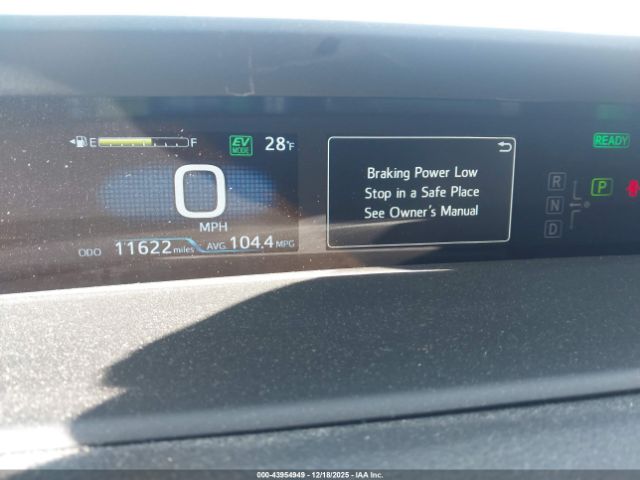 E F EV MODE 28°F READY
0
MPH
ODO 11622 miles AVG. 104.4 MPG
Braking Power Low
Stop in a Safe Place
See Owner's Manual
R P
N
D
000-43954949 - 12/18/2025 - IAA Inc.